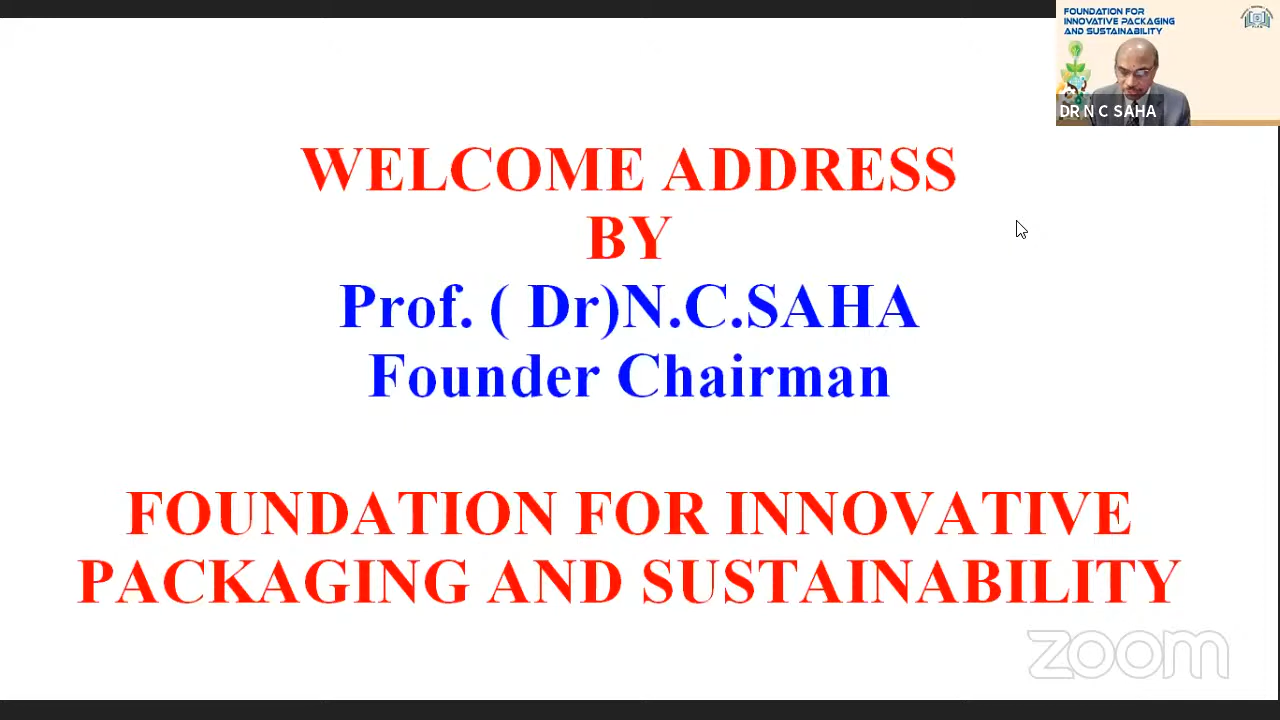 FOUNDATION FOR
INNOVATIVE PACKAGING
AND SUSTAINABILITY
DR N C SAHA
WELCOME ADDRESS
BY
Prof. ( Dr)N.C.SAHA
Founder Chairman
FOUNDATION FOR INNOVATIVE
PACKAGING AND SUSTAINABILITY
zoom